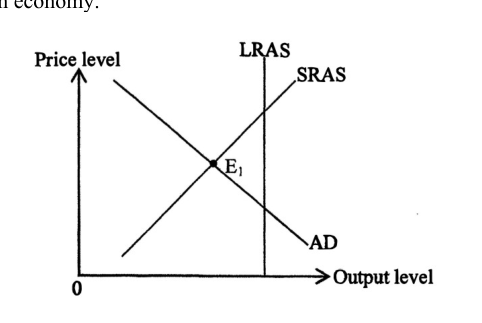 n economy.
LRAS
Price level
SRAS
E₁
AD
Output level
0